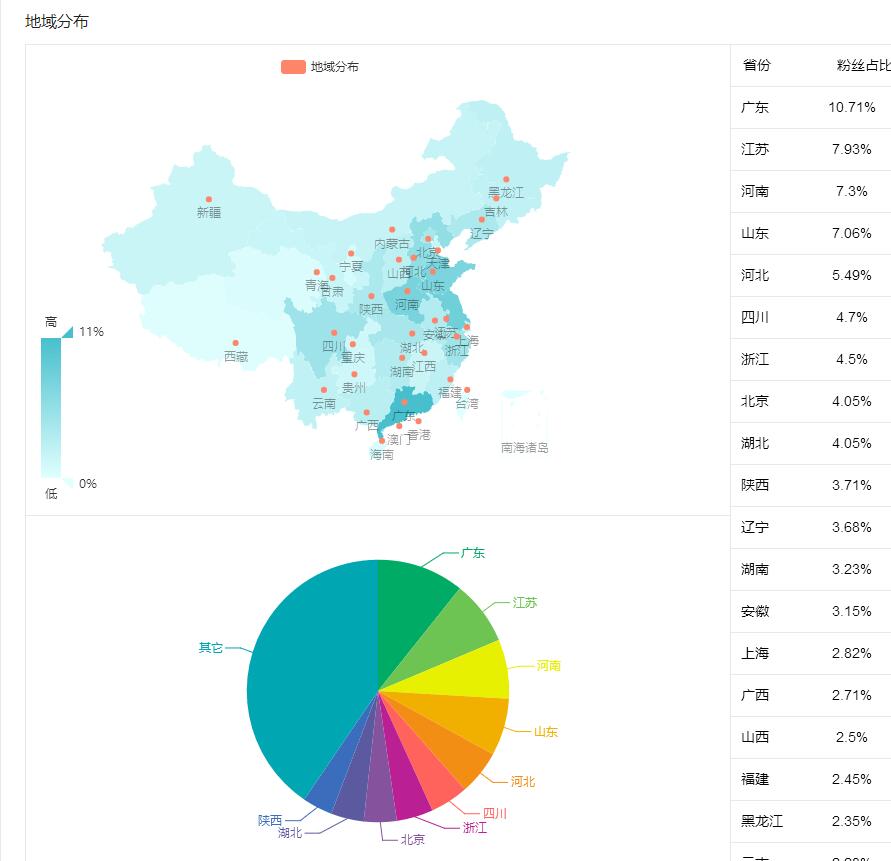 地域分布
地域分布
黑龙江
吉林
新疆
辽宁
内蒙古
北京
天津
宁夏
山西
河北
青海
甘肃
山东
陕西
河南
高
11%
安徽
江苏
上海
四川
湖北
浙江
西藏
重庆
湖南
江西
贵州
福建
云南
台湾
广东
广西
香港
澳门
南海诸岛
海南
0%
低
广东
江苏
其它
河南
山东
河北
四川
陕西
浙江
湖北
北京
省份 粉丝占比
广东 10.71%
江苏 7.93%
河南 7.3%
山东 7.06%
河北 5.49%
四川 4.7%
浙江 4.5%
北京 4.05%
湖北 4.05%
陕西 3.71%
辽宁 3.68%
湖南 3.23%
安徽 3.15%
上海 2.82%
广西 2.71%
山西 2.5%
福建 2.45%
黑龙江 2.35%